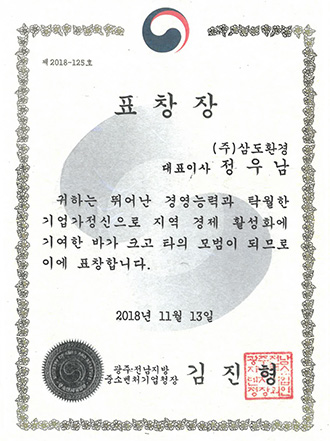 제 2018-125호
표 창 장
(주)삼도환경
대표이사 정 우 남
귀하는 뛰어난 경영능력과 탁월한
기업가정신으로 지역 경제 활성화에
기여한 바가 크고 타의 모범이 되므로
이에 표창합니다.
2018년 11월 13일
광주·전남지방
중소벤처기업청장 김 진 형